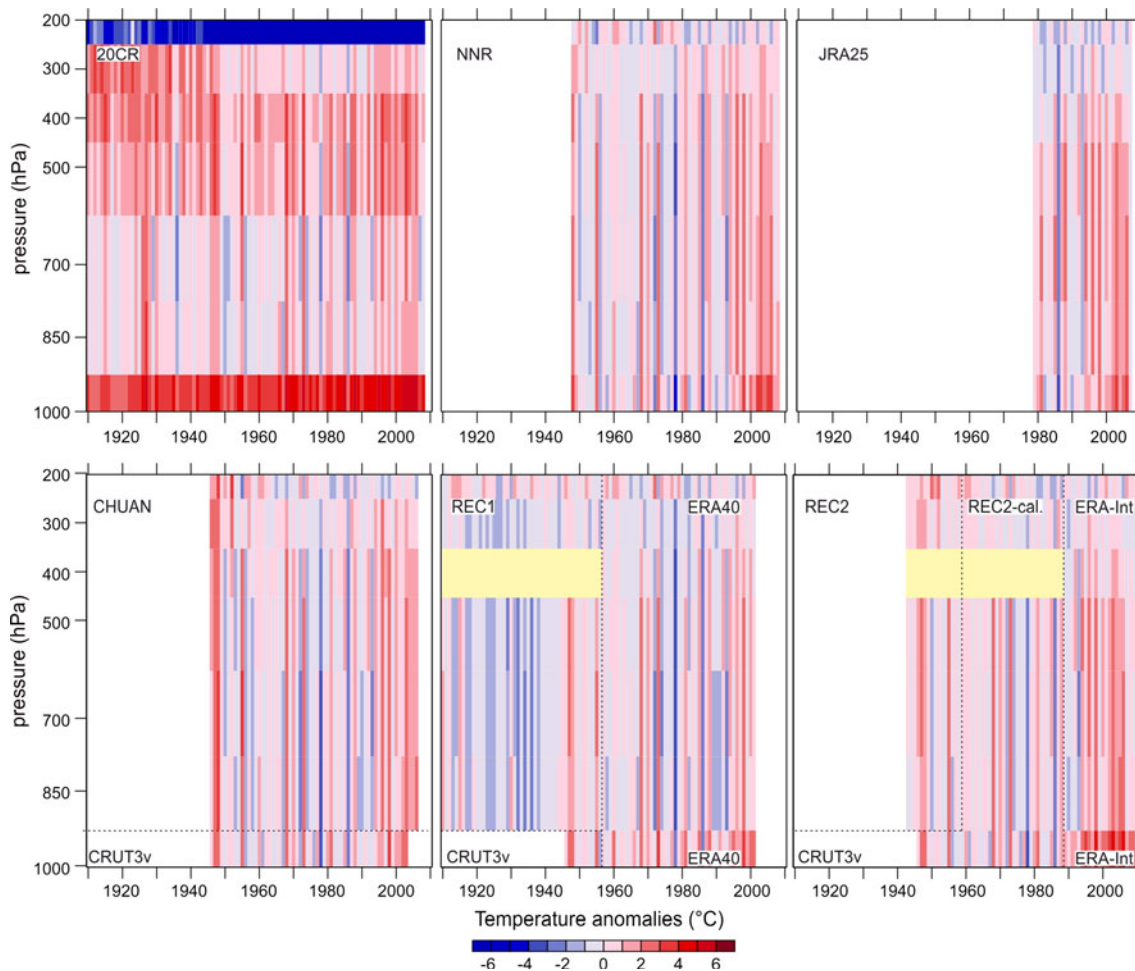 200
300
400
500
700
850
1000
pressure (hPa)
20CR
NNR
JRA25
1920 1940 1960 1980 2000
1920 1940 1960 1980 2000
1920 1940 1960 1980 2000
200
300
400
500
700
850
1000
pressure (hPa)
CHUAN
CRUT3v
REC1
ERA40
CRUT3v
ERA40
REC2
REC2-cal.
ERA-Int
CRUT3v
ERA-Int
1920 1940 1960 1980 2000
1920 1940 1960 1980 2000
1920 1940 1960 1980 2000
Temperature anomalies (°C)
-6 -4 -2 0 2 4 6